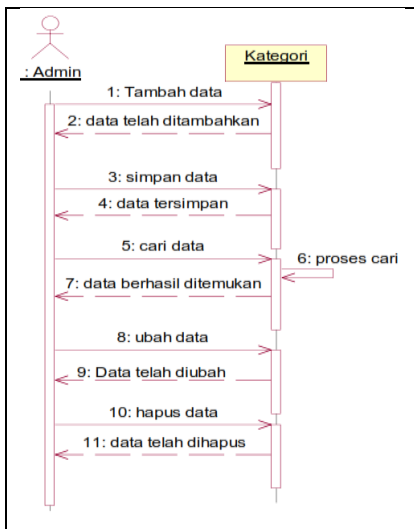 : Admin
Kategori
1: Tambah data
2: data telah ditambahkan
3: simpan data
4: data tersimpan
5: cari data
6: proses cari
7: data berhasil ditemukan
8: ubah data
9: Data telah diubah
10: hapus data
11: data telah dihapus